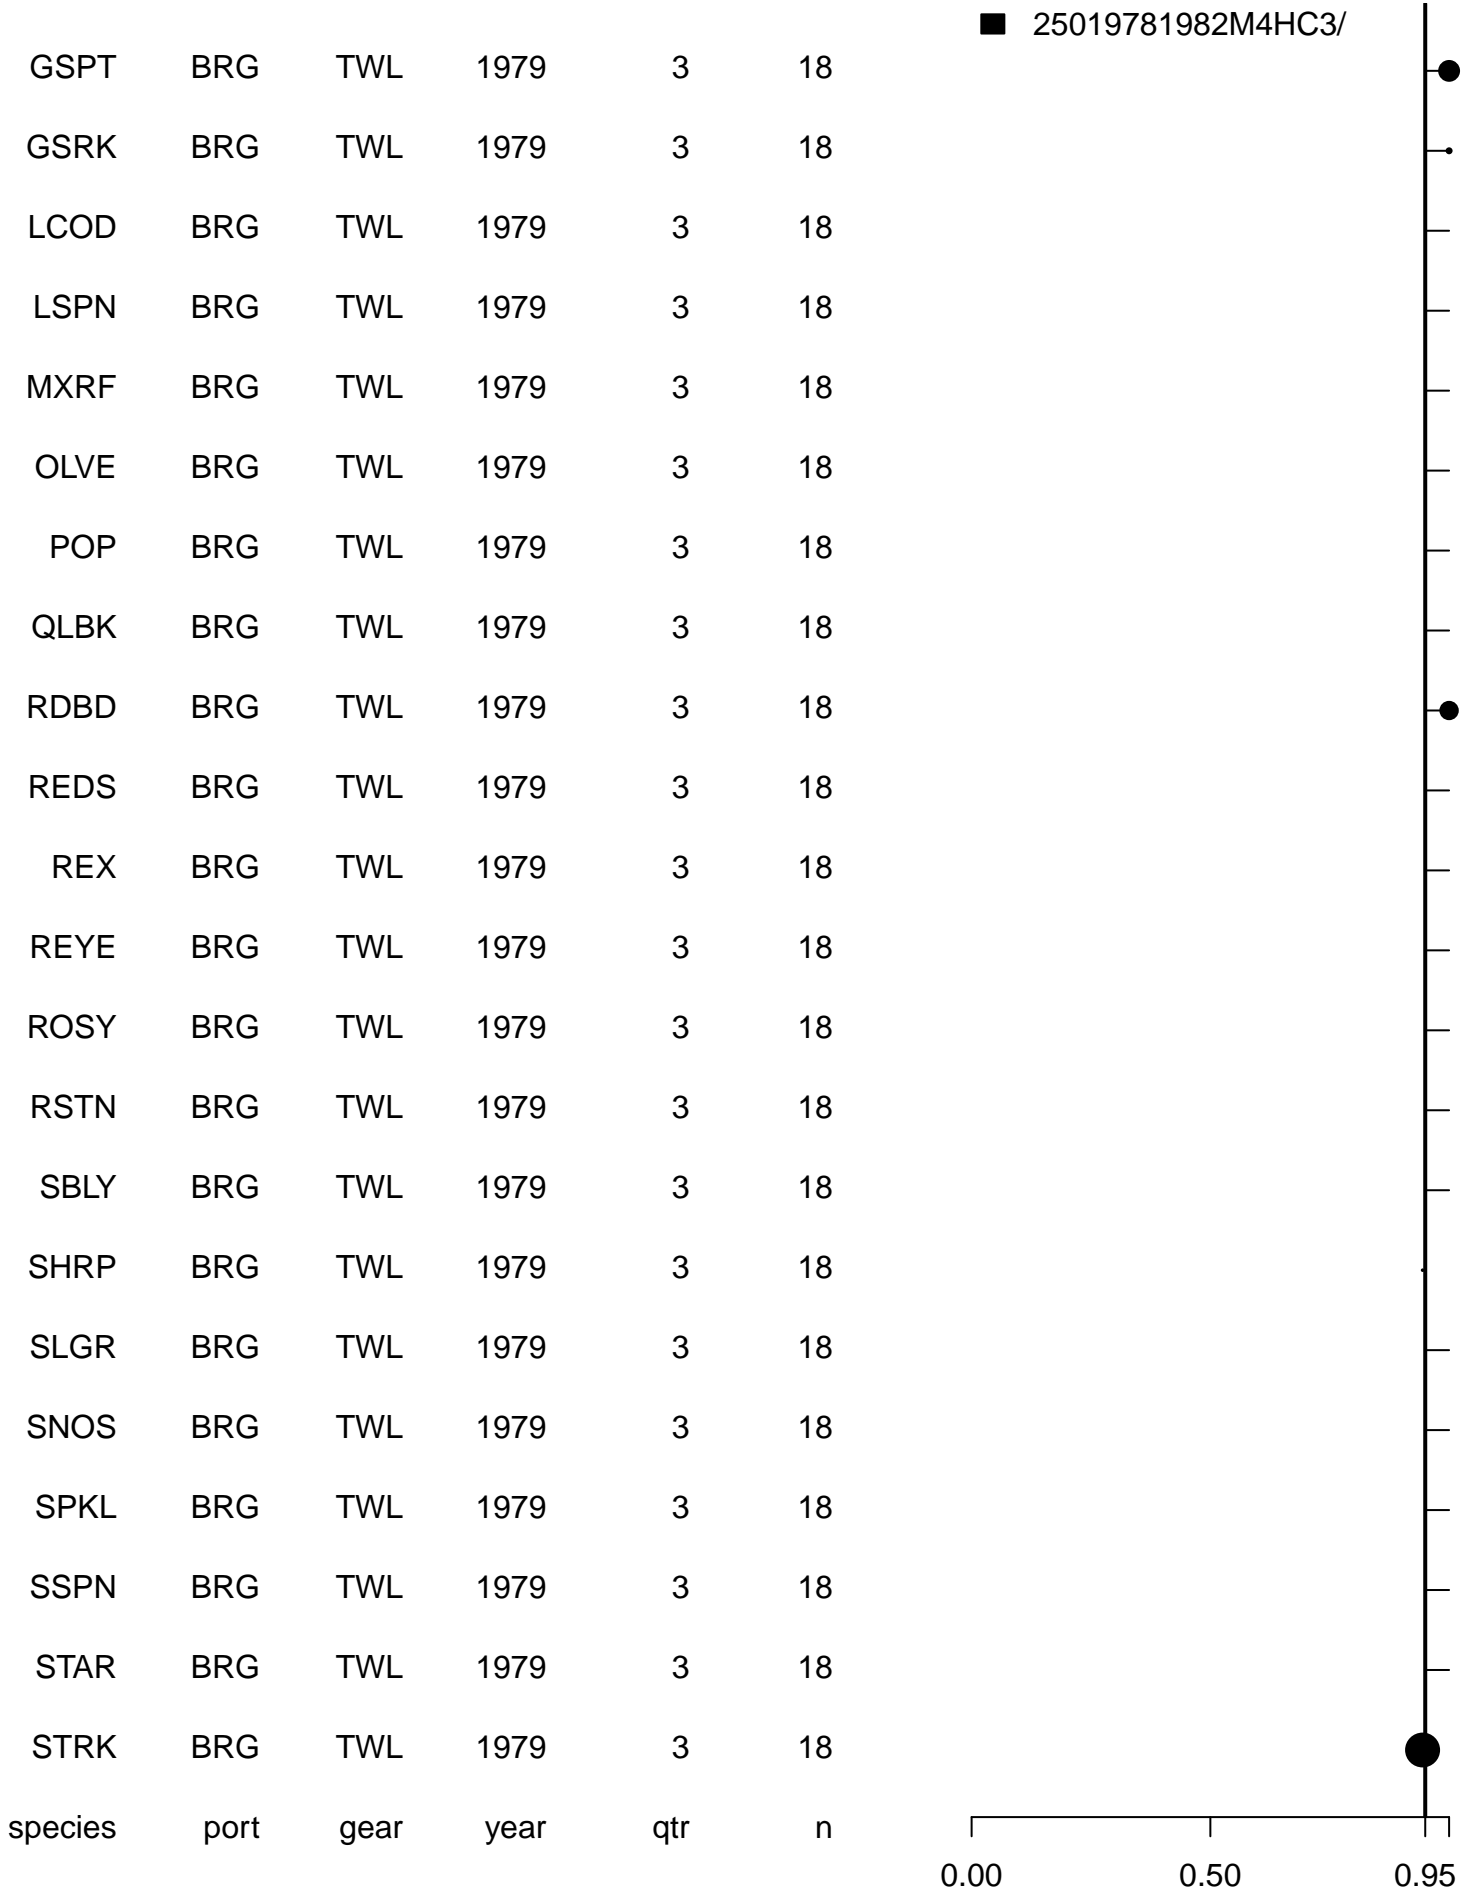 25019781982M4HC3/
GSPT BRG TWL 1979 3 18
GSRK BRG TWL 1979 3 18
LCOD BRG TWL 1979 3 18
LSPN BRG TWL 1979 3 18
MXRF BRG TWL 1979 3 18
OLVE BRG TWL 1979 3 18
POP BRG TWL 1979 3 18
QLBK BRG TWL 1979 3 18
RDBD BRG TWL 1979 3 18
REDS BRG TWL 1979 3 18
REX BRG TWL 1979 3 18
REYE BRG TWL 1979 3 18
ROSY BRG TWL 1979 3 18
RSTN BRG TWL 1979 3 18
SBLY BRG TWL 1979 3 18
SHRP BRG TWL 1979 3 18
SLGR BRG TWL 1979 3 18
SNOS BRG TWL 1979 3 18
SPKL BRG TWL 1979 3 18
SSPN BRG TWL 1979 3 18
STAR BRG TWL 1979 3 18
STRK BRG TWL 1979 3 18
species port gear year qtr n
0.00 0.50 0.95